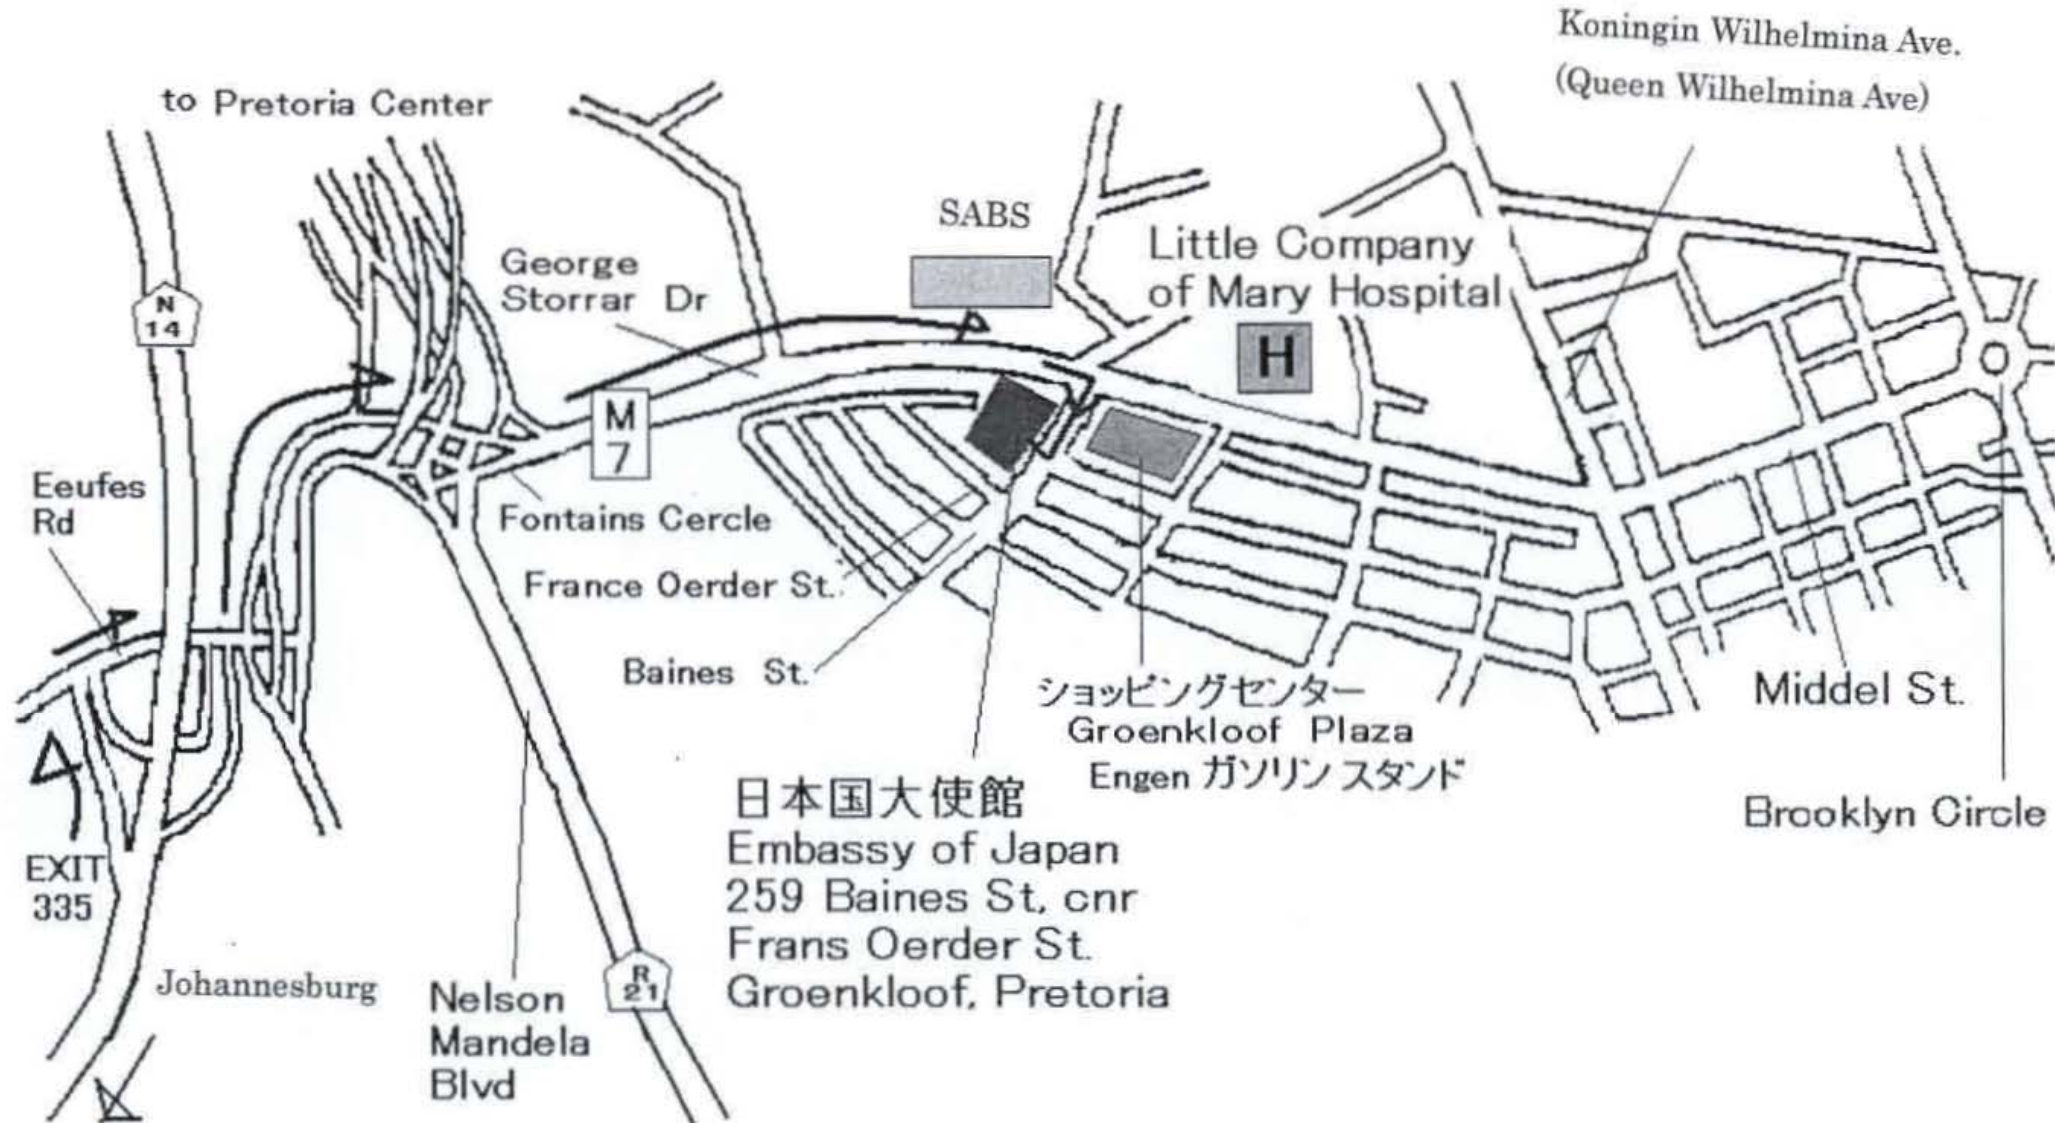 Koningin Wilhelmina Ave.
(Queen Wilhelmina Ave)
to Pretoria Center
SABS
Little Company
of Mary Hospital
George
Storrar Dr
N
14
H
M
7
Eeufes
Rd
Fontains Cercle
France Oerder St.
Baines St.
ショッピングセンター
Groenkloof Plaza
Engen ガソリンスタンド
Middel St.
Brooklyn Circle
日本国大使館
Embassy of Japan
259 Baines St, cnr
Frans Oerder St.
Groenkloof, Pretoria
EXIT
335
Johannesburg
Nelson
Mandela
Blvd
R
21